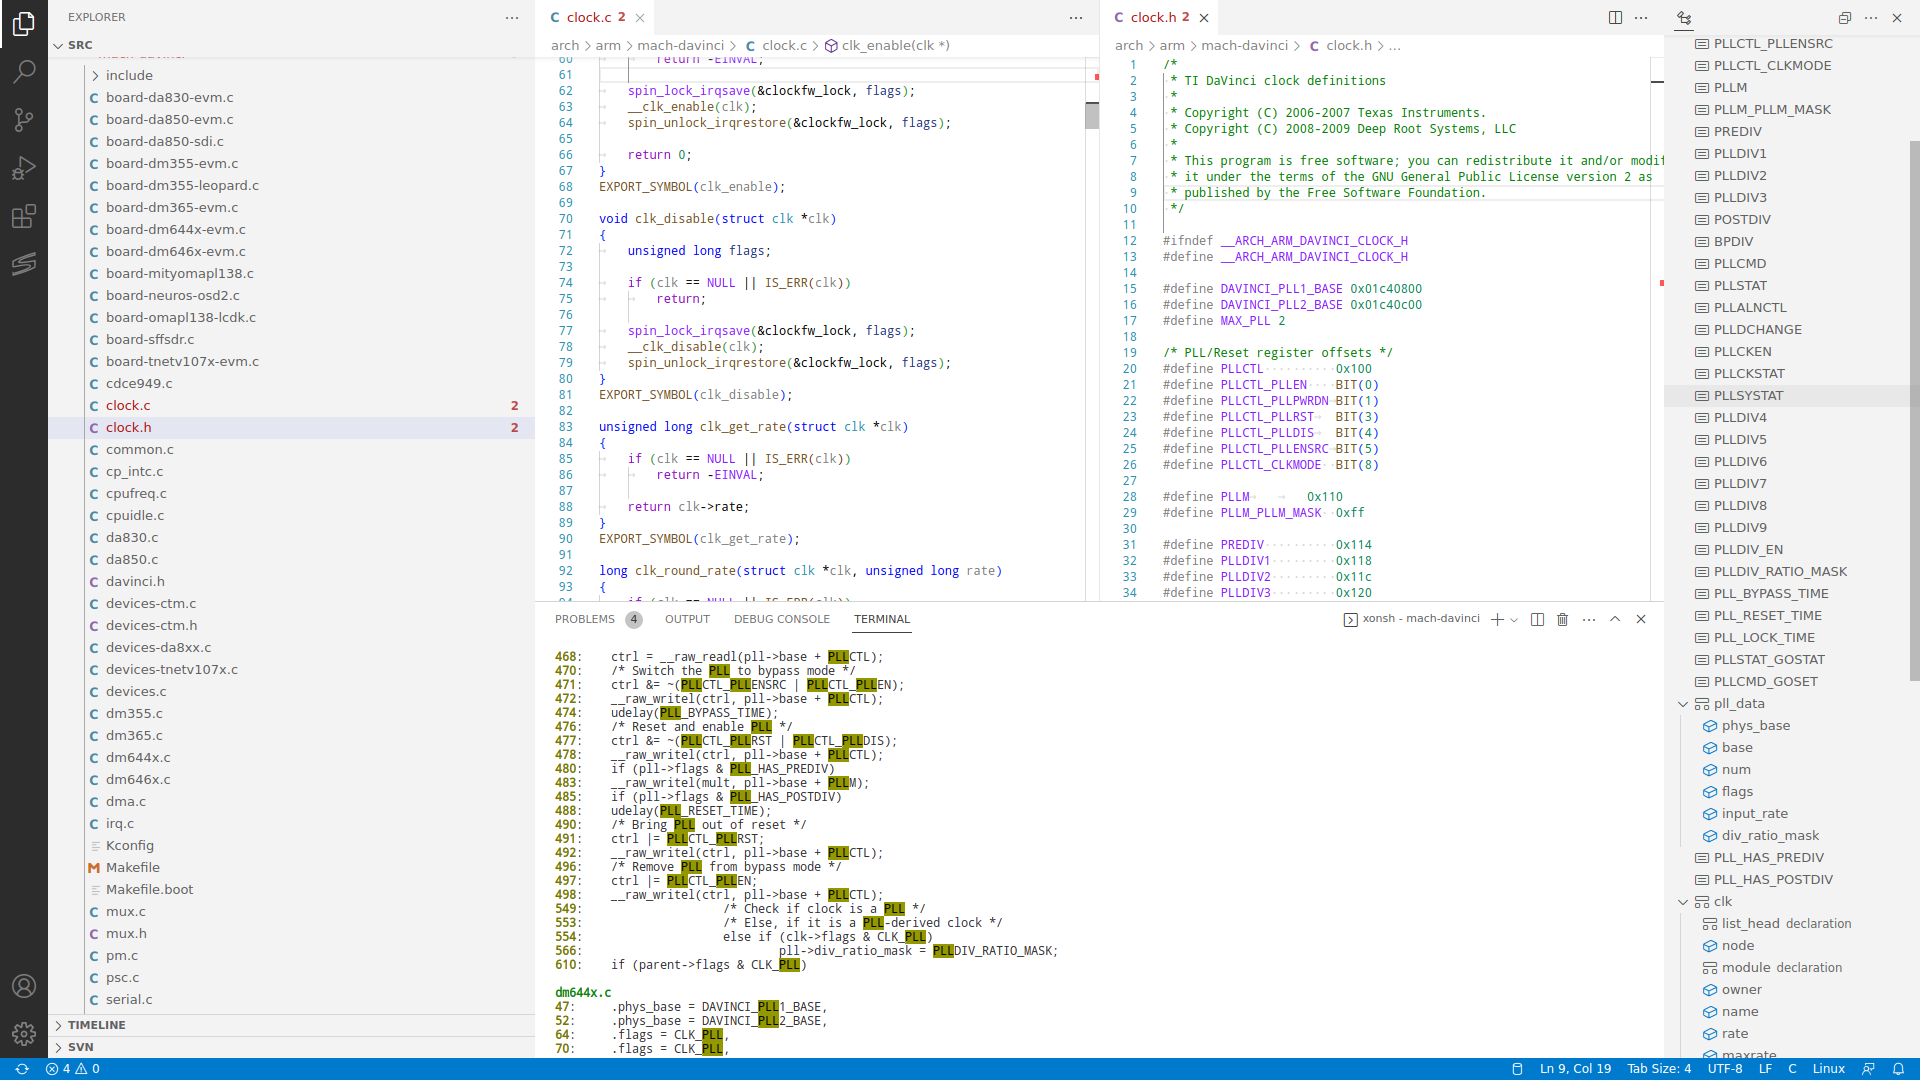 EXPLORER
SRC
include
board-da830-evm.c
board-da850-evm.c
board-da850-sdi.c
board-dm355-evm.c
board-dm355-leopard.c
board-dm365-evm.c
board-dm644x-evm.c
board-dm646x-evm.c
board-mityomapl138.c
board-neuros-osd2.c
board-omapl138-lcdk.c
board-sffsdr.c
board-tnetv107x-evm.c
cdce949.c
clock.c 2
clock.h 2
common.c
cp_intc.c
cpufreq.c
cpuidle.c
da830.c
da850.c
davinci.h
devices-ctm.c
devices-ctm.h
devices-da8xx.c
devices-tnetv107x.c
devices.c
dm355.c
dm365.c
dm644x.c
dm646x.c
dma.c
irq.c
Kconfig
Makefile
Makefile.boot
mux.c
mux.h
pm.c
psc.c
serial.c
TIMELINE
SVN
clock.c 2
arch > arm > mach-davinci > clock.c > clk_enable(clk *)
60 return -EINVAL;
61
62 spin_lock_irqsave(&clockfw_lock, flags);
63 __clk_enable(clk);
64 spin_unlock_irqrestore(&clockfw_lock, flags);
65
66 return 0;
67 }
68 EXPORT_SYMBOL(clk_enable);
69
70 void clk_disable(struct clk *clk)
71 {
72 unsigned long flags;
73
74 if (clk == NULL || IS_ERR(clk))
75 return;
76
77 spin_lock_irqsave(&clockfw_lock, flags);
78 __clk_disable(clk);
79 spin_unlock_irqrestore(&clockfw_lock, flags);
80 }
81 EXPORT_SYMBOL(clk_disable);
82
83 unsigned long clk_get_rate(struct clk *clk)
84 {
85 if (clk == NULL || IS_ERR(clk))
86 return -EINVAL;
87
88 return clk->rate;
89 }
90 EXPORT_SYMBOL(clk_get_rate);
91
92 long clk_round_rate(struct clk *clk, unsigned long rate)
93 {
94 if (clk == NULL || IS_ERR(clk))
clock.h 2
arch > arm > mach-davinci > clock.h > ...
1 /*
2 * TI DaVinci clock definitions
3 *
4 * Copyright (C) 2006-2007 Texas Instruments.
5 * Copyright (C) 2008-2009 Deep Root Systems, LLC
6 *
7 * This program is free software; you can redistribute it and/or modif
8 * it under the terms of the GNU General Public License version 2 as
9 * published by the Free Software Foundation.
10 */
11
12 #ifndef __ARCH_ARM_DAVINCI_CLOCK_H
13 #define __ARCH_ARM_DAVINCI_CLOCK_H
14
15 #define DAVINCI_PLL1_BASE 0x01c40800
16 #define DAVINCI_PLL2_BASE 0x01c40c00
17 #define MAX_PLL 2
18
19 /* PLL/Reset register offsets */
20 #define PLLCTL 0x100
21 #define PLLCTL_PLLEN BIT(0)
22 #define PLLCTL_PLLPWRDN BIT(1)
23 #define PLLCTL_PLLRST BIT(3)
24 #define PLLCTL_PLLDIS BIT(4)
25 #define PLLCTL_PLLENSRC BIT(5)
26 #define PLLCTL_CLKMODE BIT(8)
27
28 #define PLLM 0x110
29 #define PLLM_PLLM_MASK 0xff
30
31 #define PREDIV 0x114
32 #define PLLDIV1 0x118
33 #define PLLDIV2 0x11c
34 #define PLLDIV3 0x120
PROBLEMS 4 OUTPUT DEBUG CONSOLE TERMINAL
xonsh - mach-davinci
468: ctrl = __raw_readl(pll->base + PLLCTL);
470: /* Switch the PLL to bypass mode */
471: ctrl &= ~(PLLCTL_PLLENSRC | PLLCTL_PLLEN);
472: __raw_writel(ctrl, pll->base + PLLCTL);
474: udelay(PLL_BYPASS_TIME);
476: /* Reset and enable PLL */
477: ctrl &= ~(PLLCTL_PLLRST | PLLCTL_PLLDIS);
478: __raw_writel(ctrl, pll->base + PLLCTL);
480: if (pll->flags & PLL_HAS_PREDIV)
483: __raw_writel(mult, pll->base + PLLM);
485: if (pll->flags & PLL_HAS_POSTDIV)
488: udelay(PLL_RESET_TIME);
490: /* Bring PLL out of reset */
491: ctrl |= PLLCTL_PLLRST;
492: __raw_writel(ctrl, pll->base + PLLCTL);
496: /* Remove PLL from bypass mode */
497: ctrl |= PLLCTL_PLLEN;
498: __raw_writel(ctrl, pll->base + PLLCTL);
549: /* Check if clock is a PLL */
553: /* Else, if it is a PLL-derived clock */
554: else if (clk->flags & CLK_PLL)
566: pll->div_ratio_mask = PLLDIV_RATIO_MASK;
610: if (parent->flags & CLK_PLL)
dm644x.c
47: .phys_base = DAVINCI_PLL1_BASE,
52: .phys_base = DAVINCI_PLL2_BASE,
64: .flags = CLK_PLL,
70: .flags = CLK_PLL,
PLLCTL_PLLENSRC
PLLCTL_CLKMODE
PLLM
PLLM_PLLM_MASK
PREDIV
PLLDIV1
PLLDIV2
PLLDIV3
POSTDIV
BPDIV
PLLCMD
PLLSTAT
PLLALNCTL
PLLDCHANGE
PLLCKEN
PLLCKSTAT
PLLSYSTAT
PLLDIV4
PLLDIV5
PLLDIV6
PLLDIV7
PLLDIV8
PLLDIV9
PLLDIV_EN
PLLDIV_RATIO_MASK
PLL_BYPASS_TIME
PLL_RESET_TIME
PLL_LOCK_TIME
PLLSTAT_GOSTAT
PLLCMD_GOSET
pll_data
phys_base
base
num
flags
input_rate
div_ratio_mask
PLL_HAS_PREDIV
PLL_HAS_POSTDIV
clk
list_head declaration
node
module declaration
owner
name
rate
maxrate
4 0 Ln 9, Col 19 Tab Size: 4 UTF-8 LF C Linux